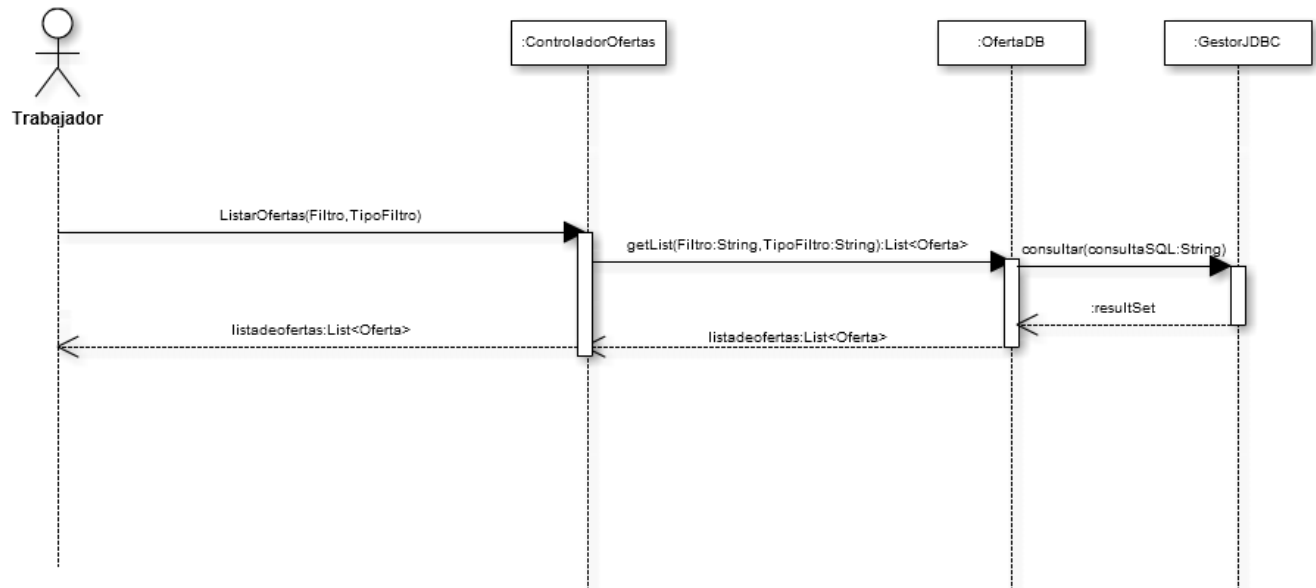 :ControladorOfertas
:OfertaDB
:GestorJDBC
Trabajador
ListarOfertas(Filtro,TipoFiltro)
getList(Filtro:String,TipoFiltro:String):List<Oferta>
consultar(consultaSQL:String)
:resultSet
listadeofertas:List<Oferta>
listadeofertas:List<Oferta>